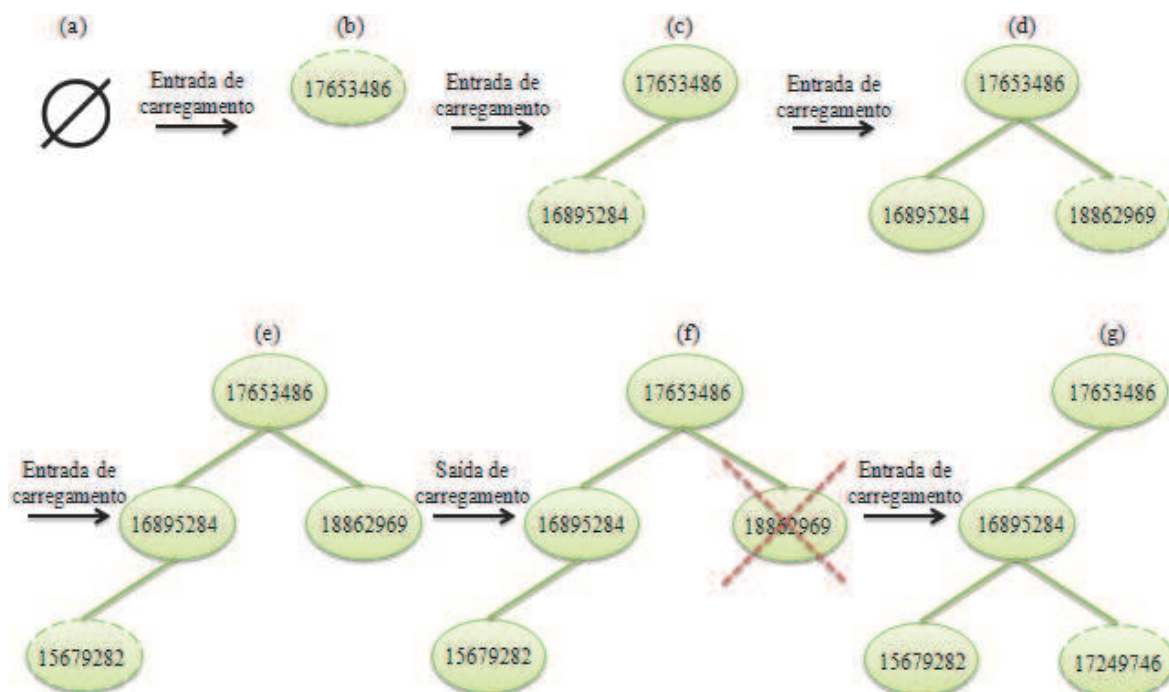 (a)
(b)
(c)
(d)
Entrada de
carregamento
17653486
Entrada de
carregamento
17653486
16895284
Entrada de
carregamento
17653486
16895284
18862969
(e)
(f)
(g)
Entrada de
carregamento
17653486
16895284
18862969
15679282
Saída de
carregamento
17653486
16895284
18862969
15679282
Entrada de
carregamento
17653486
16895284
15679282
17249746